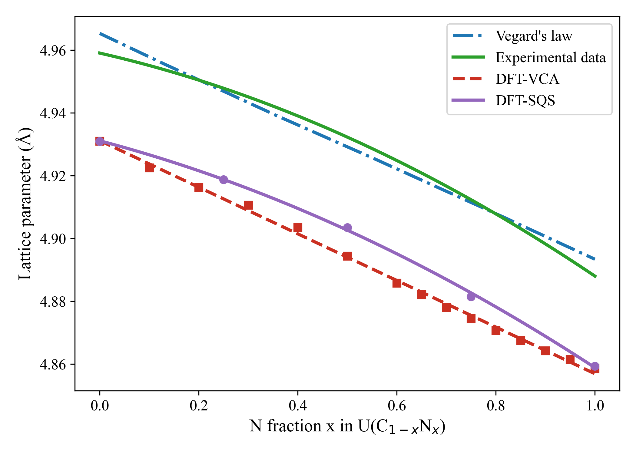 Vegard's law
Experimental data
DFT-VCA
DFT-SQS
Lattice parameter (Å)
4.96
4.94
4.92
4.90
4.88
4.86
0.0 0.2 0.4 0.6 0.8 1.0
N fraction x in U(C₁₋ₓNₓ)